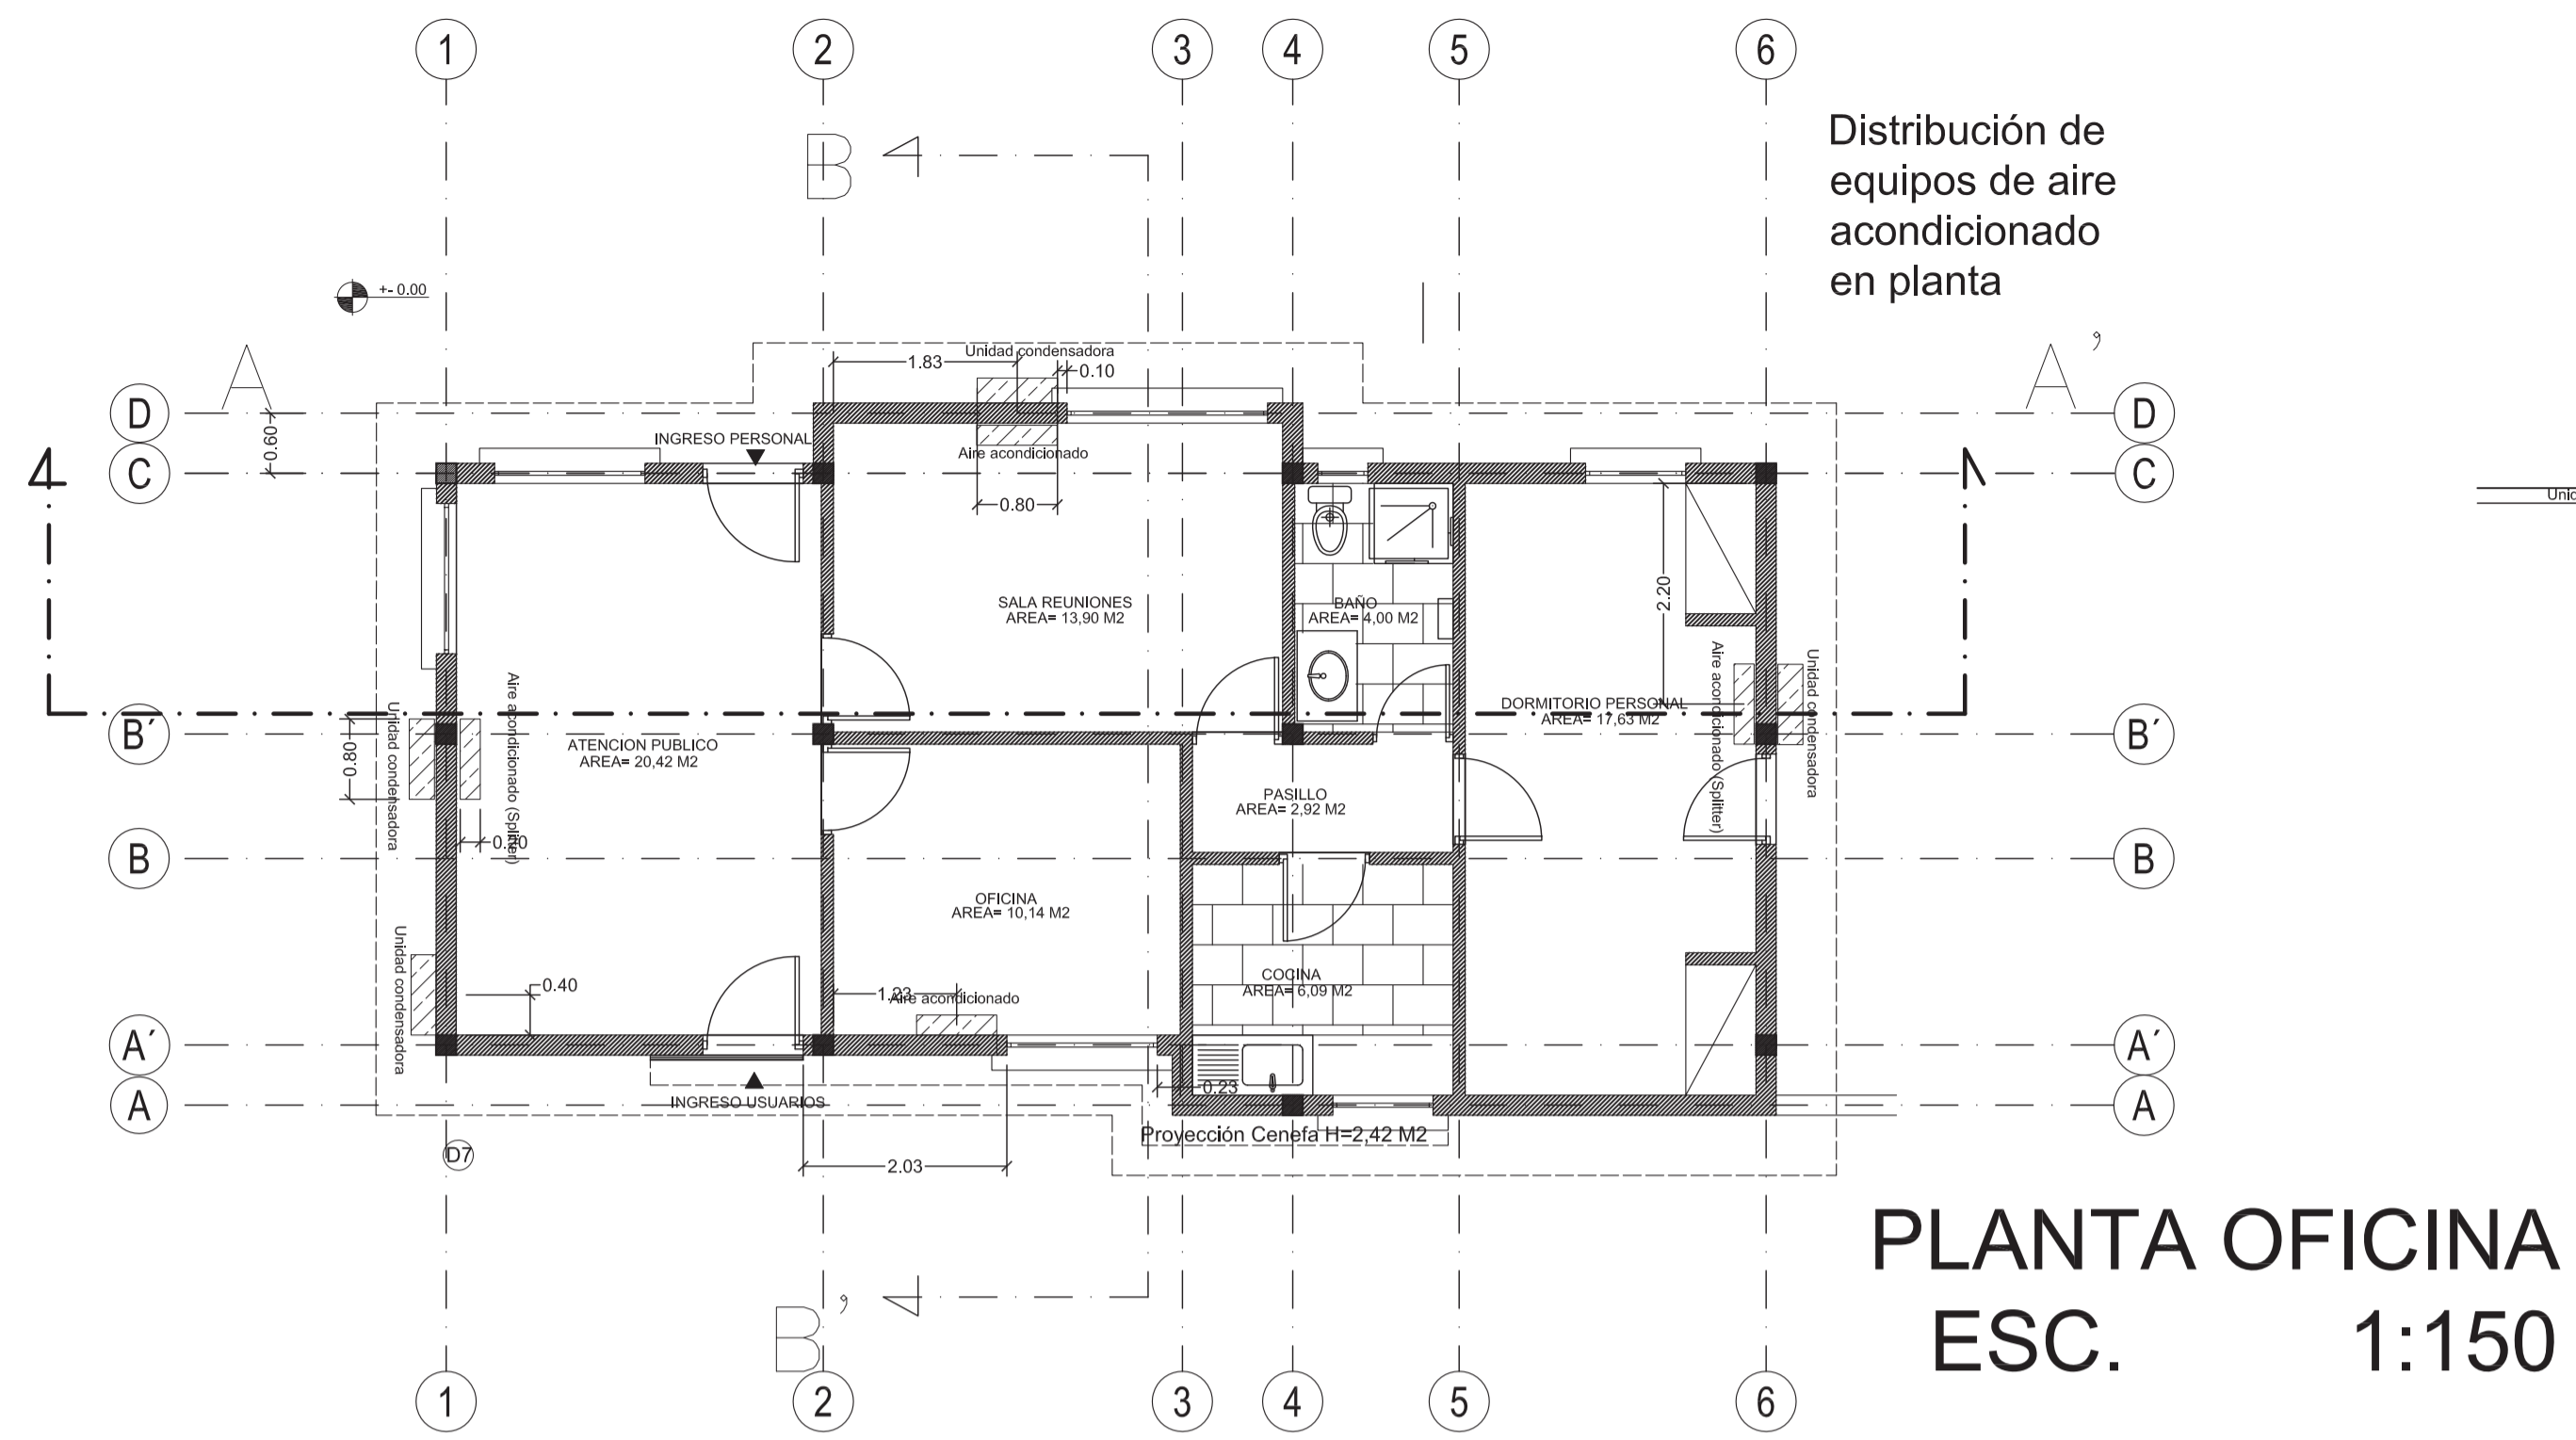 1
2
3
4
5
6
Distribución de
equipos de aire
acondicionado
en planta
B
+- 0.00
A
A'
1.83
Unidad condensadora
0.10
D
D
0.60
INGRESO PERSONAL
Aire acondicionado
C
C
Unid
0.80
SALA REUNIONES
AREA= 13,90 M2
BAÑO
AREA= 4,00 M2
2.20
Aire acondicionado (Splitter)
Unidad condensadora
Unidad condensadora
Aire acondicionado (Splitter)
DORMITORIO PERSONAL
AREA= 17,63 M2
B´
B´
0.80
ATENCION PUBLICO
AREA= 20,42 M2
PASILLO
AREA= 2,92 M2
0.20
B
B
OFICINA
AREA= 10,14 M2
Unidad condensadora
0.40
1.23
Aire acondicionado
COCINA
AREA= 6,09 M2
A´
A´
0.23
INGRESO USUARIOS
A
A
Proyección Cenefa H=2,42 M2
D7
2.03
PLANTA OFICINA
B'
ESC. 1:150
1
2
3
4
5
6